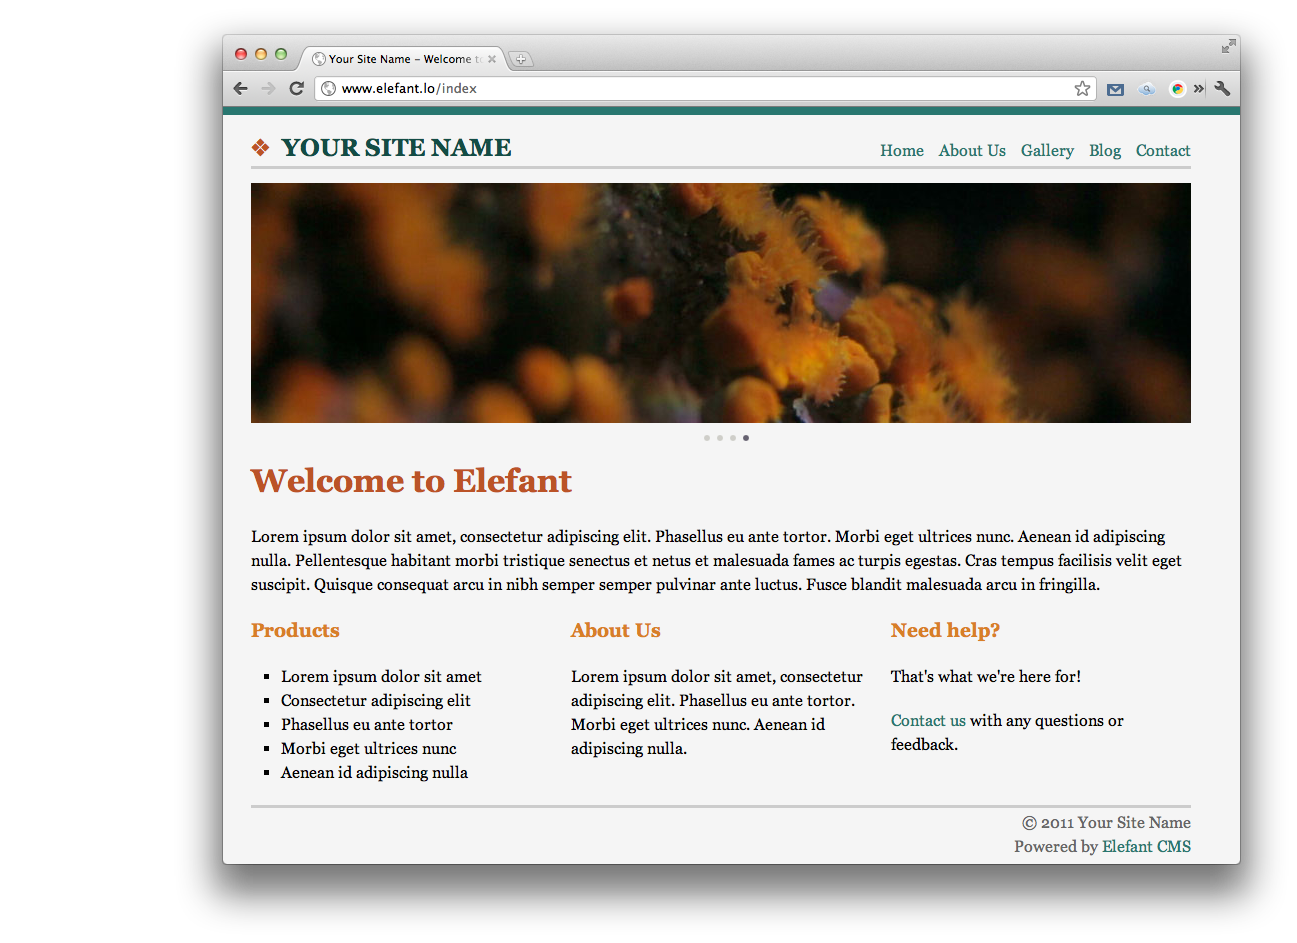 Your Site Name – Welcome to
www.elefant.lo/index
YOUR SITE NAME
Home About Us Gallery Blog Contact
Welcome to Elefant
Lorem ipsum dolor sit amet, consectetur adipiscing elit. Phasellus eu ante tortor. Morbi eget ultrices nunc. Aenean id adipiscing
nulla. Pellentesque habitant morbi tristique senectus et netus et malesuada fames ac turpis egestas. Cras tempus facilisis velit eget
suscipit. Quisque consequat arcu in nibh semper semper pulvinar ante luctus. Fusce blandit malesuada arcu in fringilla.
Products
Lorem ipsum dolor sit amet
Consectetur adipiscing elit
Phasellus eu ante tortor
Morbi eget ultrices nunc
Aenean id adipiscing nulla
About Us
Lorem ipsum dolor sit amet, consectetur
adipiscing elit. Phasellus eu ante tortor.
Morbi eget ultrices nunc. Aenean id
adipiscing nulla.
Need help?
That's what we're here for!
Contact us with any questions or
feedback.
© 2011 Your Site Name
Powered by Elefant CMS